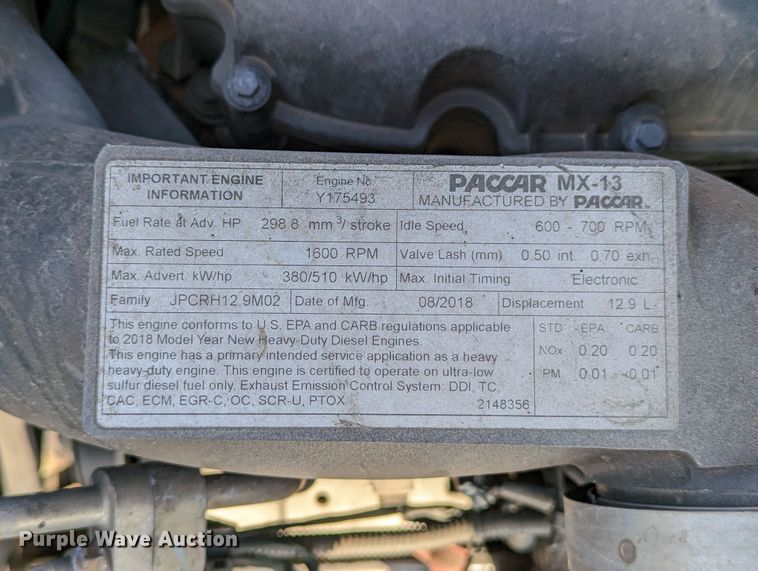 IMPORTANT ENGINE INFORMATION
Engine No.
Y175493
PACCAR MX-13
MANUFACTURED BY PACCAR
Fuel Rate at Adv. HP 298.8 mm³/ stroke
Idle Speed 600 - 700 RPM
Max. Rated Speed 1600 RPM
Valve Lash (mm) 0.50 int. 0.70 exh.
Max. Advert. kW/hp 380/510 kW/hp
Max. Initial Timing Electronic
Family JPCRH12.9M02
Date of Mfg. 08/2018
Displacement 12.9 L
This engine conforms to U.S. EPA and CARB regulations applicable
to 2018 Model Year New Heavy-Duty Diesel Engines.
This engine has a primary intended service application as a heavy
heavy-duty engine. This engine is certified to operate on ultra-low
sulfur diesel fuel only. Exhaust Emission Control System: DDI, TC,
CAC, ECM, EGR-C, OC, SCR-U, PTOX
2148356
STD EPA CARB
NOx 0.20 0.20
PM 0.01 0.01
Purple Wave Auction